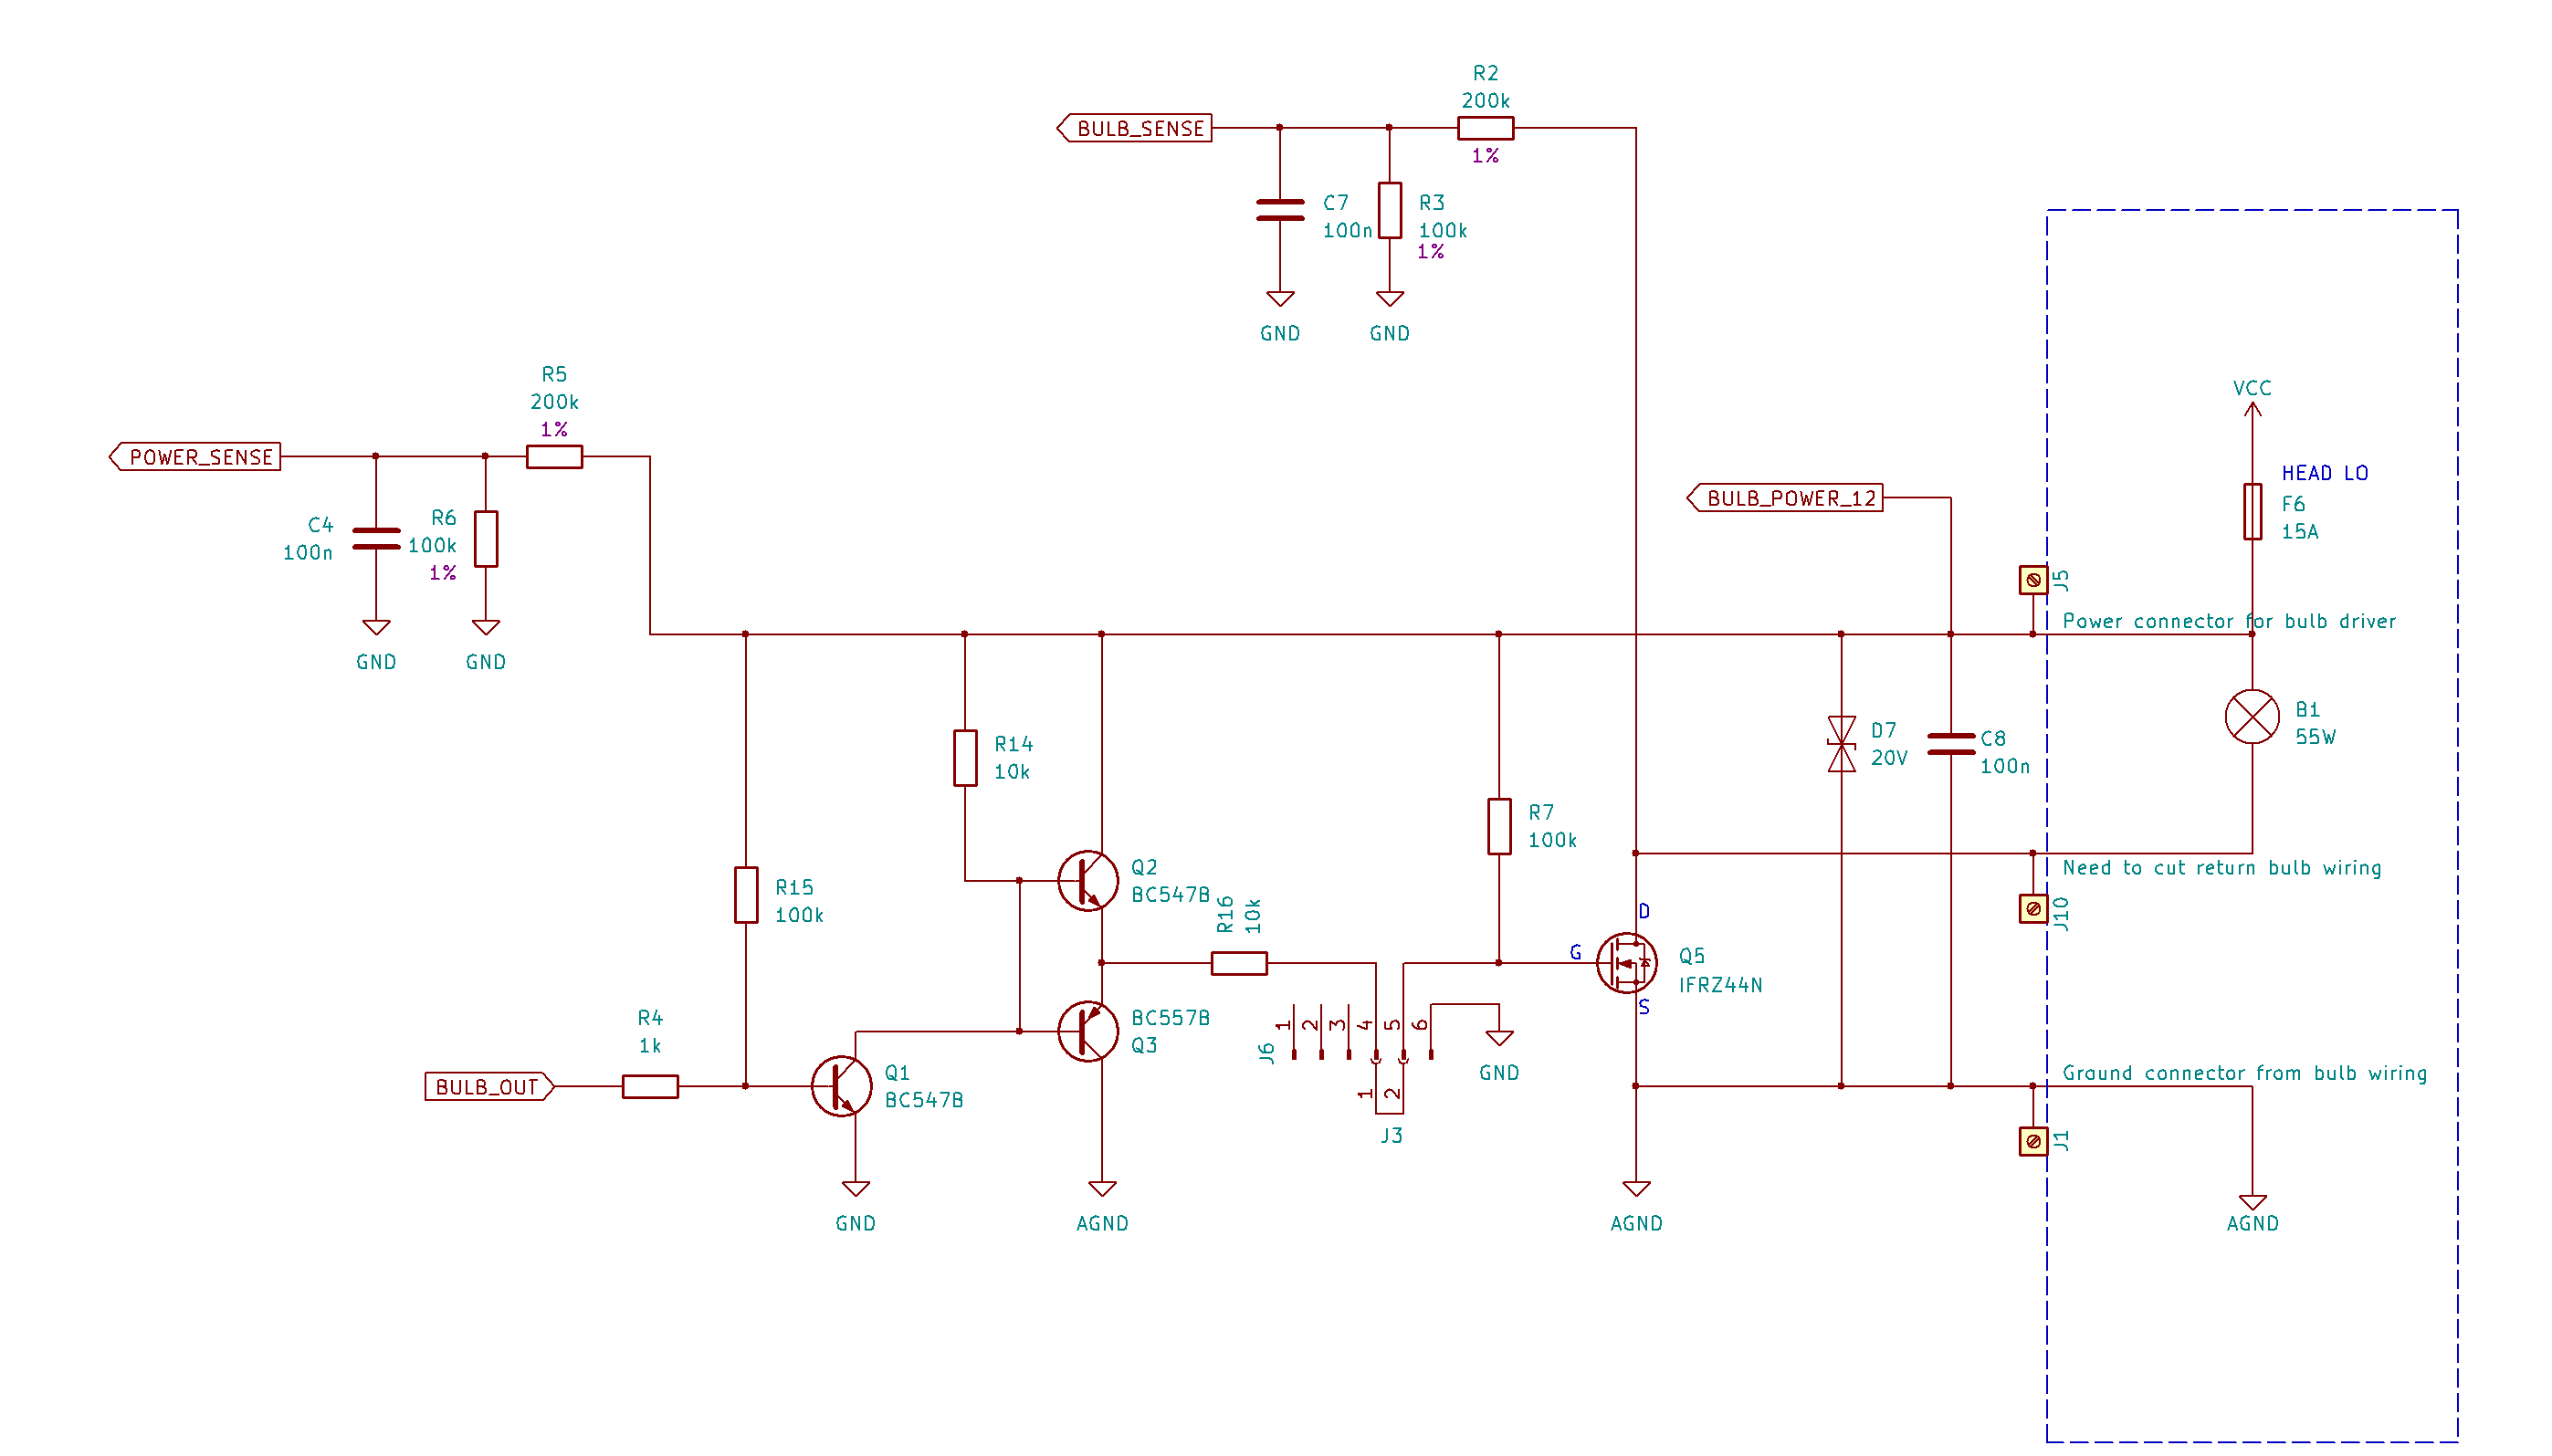 R2
200k
BULB_SENSE
1%
C7
100n
R3
100k
1%
GND
GND
R5
200k
1%
POWER_SENSE
C4
100n
R6
100k
1%
GND
GND
VCC
HEAD LO
F6
15A
BULB_POWER_12
J5
Power connector for bulb driver
B1
55W
D7
20V
C8
100n
R14
10k
R7
100k
R15
100k
Q2
BC547B
R16
10k
Need to cut return bulb wiring
J10
D
G
S
Q5
IFRZ44N
R4
1k
BULB_OUT
Q1
BC547B
BC557B
Q3
J6
1
2
3
4
5
6
1
2
J3
GND
Ground connector from bulb wiring
J1
GND
AGND
AGND
AGND